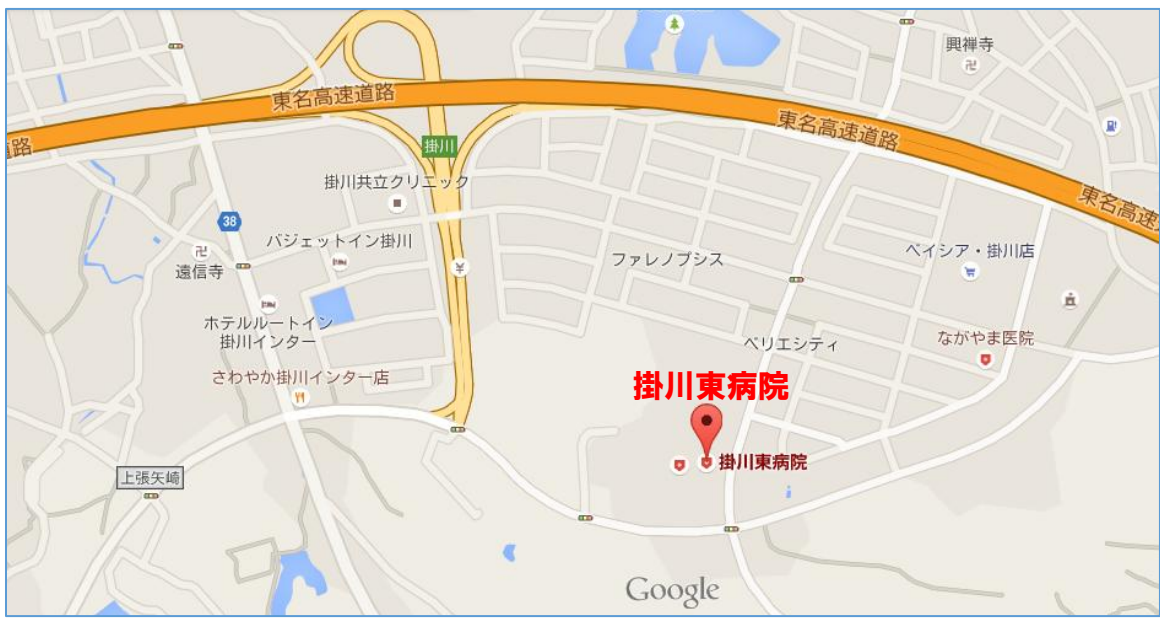 興禅寺
東名高速道路
東名高速道路
道路
掛川
掛川共立クリニック
東名高速道
38
バジェットイン掛川
遠信寺
ファレノプシス
ベイシア・掛川店
ホテルルートイン
掛川インター
ベリエシティ
ながやま医院
さわやか掛川インター店
掛川東病院
掛川東病院
上張矢崎
Google